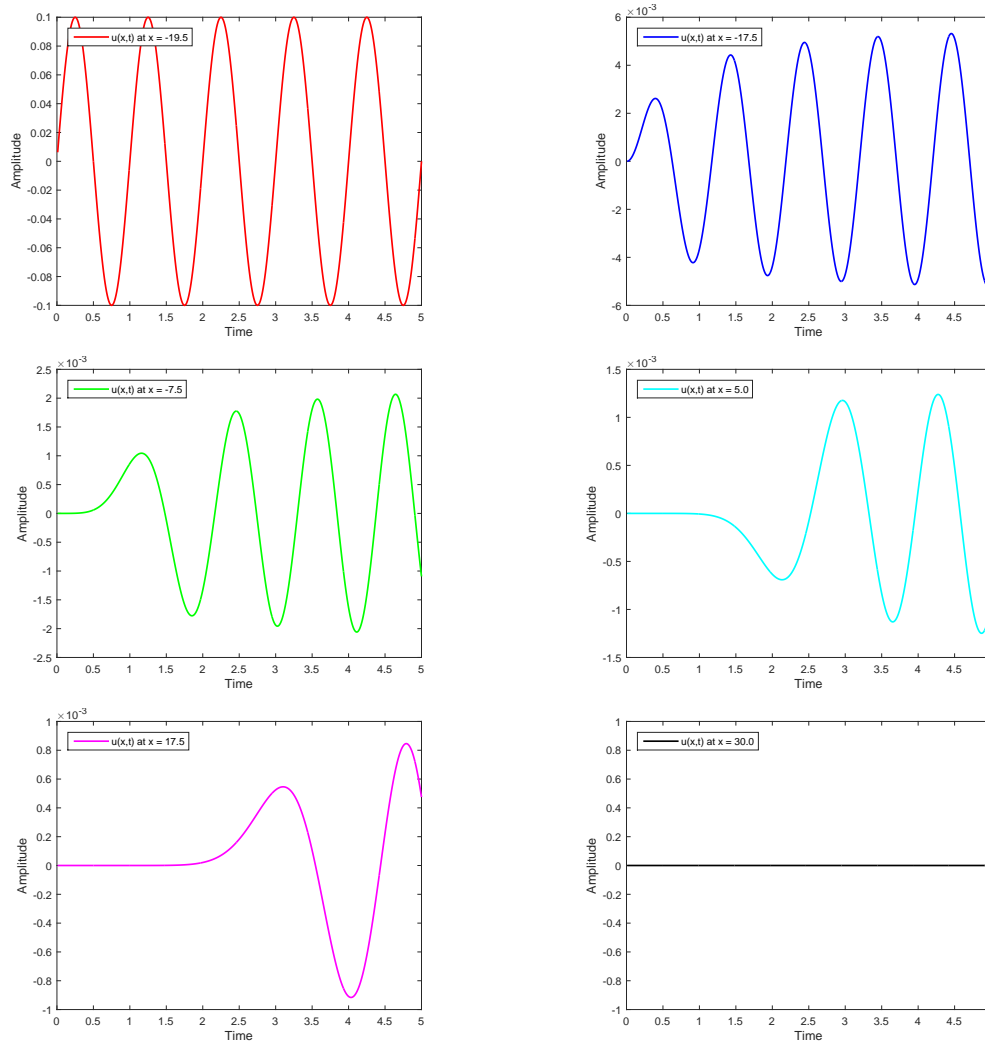 u(x,t) at x = -19.5
0.1
0.08
0.06
0.04
0.02
0
-0.02
-0.04
-0.06
-0.08
-0.1
Amplitude
0 0.5 1 1.5 2 2.5 3 3.5 4 4.5 5
Time
×10⁻³
u(x,t) at x = -17.5
6
4
2
0
-2
-4
-6
Amplitude
0 0.5 1 1.5 2 2.5 3 3.5 4 4.5
Time
×10⁻³
u(x,t) at x = -7.5
2.5
2
1.5
1
0.5
0
-0.5
-1
-1.5
-2
-2.5
Amplitude
0 0.5 1 1.5 2 2.5 3 3.5 4 4.5 5
Time
×10⁻³
u(x,t) at x = 5.0
1.5
1
0.5
0
-0.5
-1
-1.5
Amplitude
0 0.5 1 1.5 2 2.5 3 3.5 4 4.5
Time
×10⁻³
u(x,t) at x = 17.5
1
0.8
0.6
0.4
0.2
0
-0.2
-0.4
-0.6
-0.8
-1
Amplitude
0 0.5 1 1.5 2 2.5 3 3.5 4 4.5 5
Time
u(x,t) at x = 30.0
1
0.8
0.6
0.4
0.2
0
-0.2
-0.4
-0.6
-0.8
-1
Amplitude
0 0.5 1 1.5 2 2.5 3 3.5 4 4.5
Time